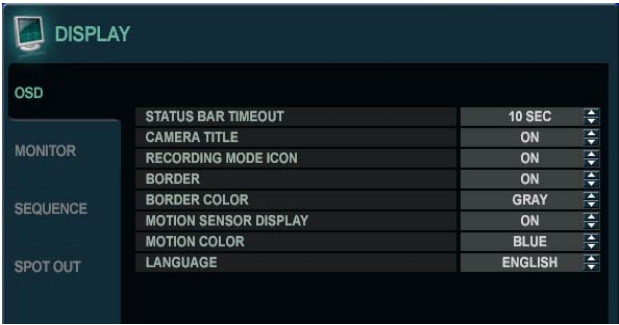 DISPLAY
OSD
STATUS BAR TIMEOUT 10 SEC
CAMERA TITLE ON
MONITOR
RECORDING MODE ICON ON
BORDER ON
BORDER COLOR GRAY
SEQUENCE
MOTION SENSOR DISPLAY ON
MOTION COLOR BLUE
LANGUAGE ENGLISH
SPOT OUT